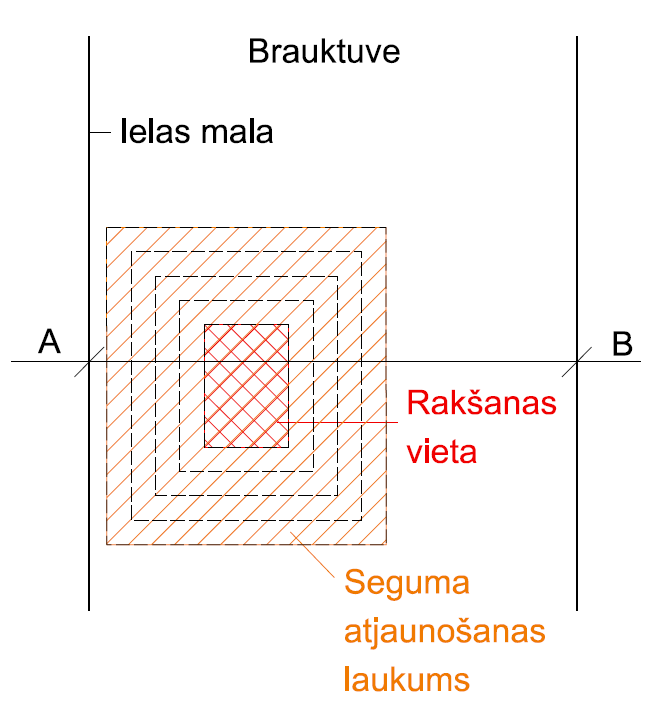 Brauktuve
Ielas mala
A
B
Rakšanas
vieta
Seguma
atjaunošanas
laukums